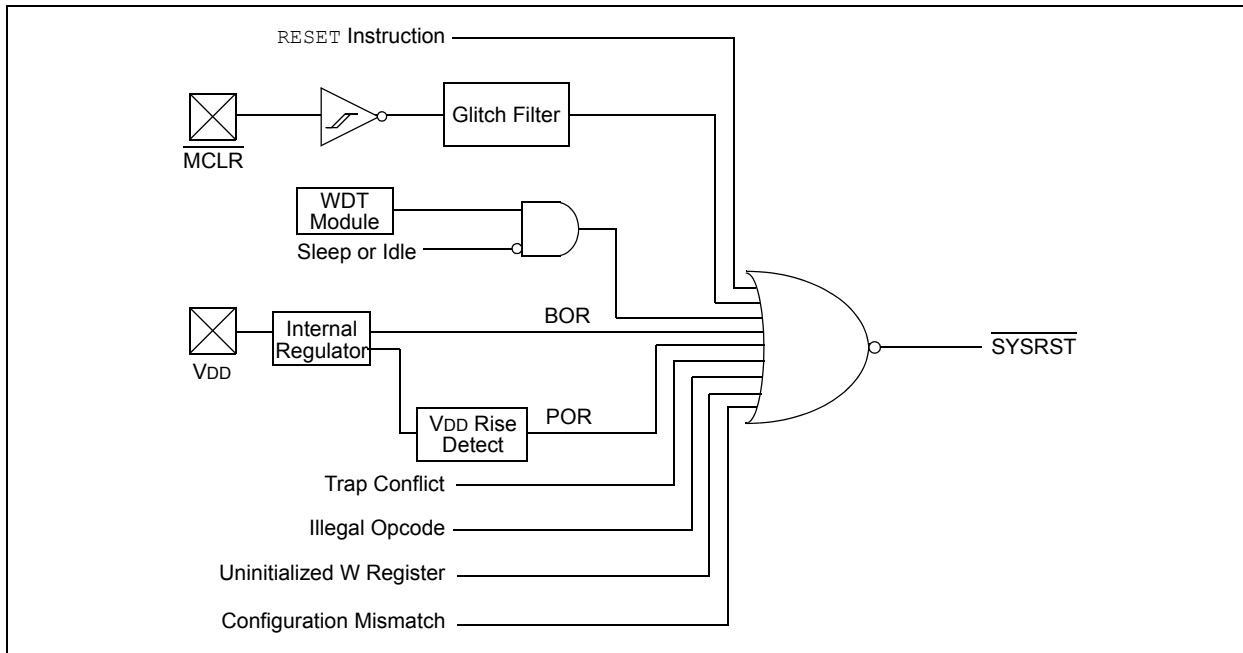 RESET Instruction
Glitch Filter
MCLR
WDT
Module
Sleep or Idle
BOR
Internal
Regulator
SYSRST
VDD
VDD Rise
Detect
POR
Trap Conflict
Illegal Opcode
Uninitialized W Register
Configuration Mismatch